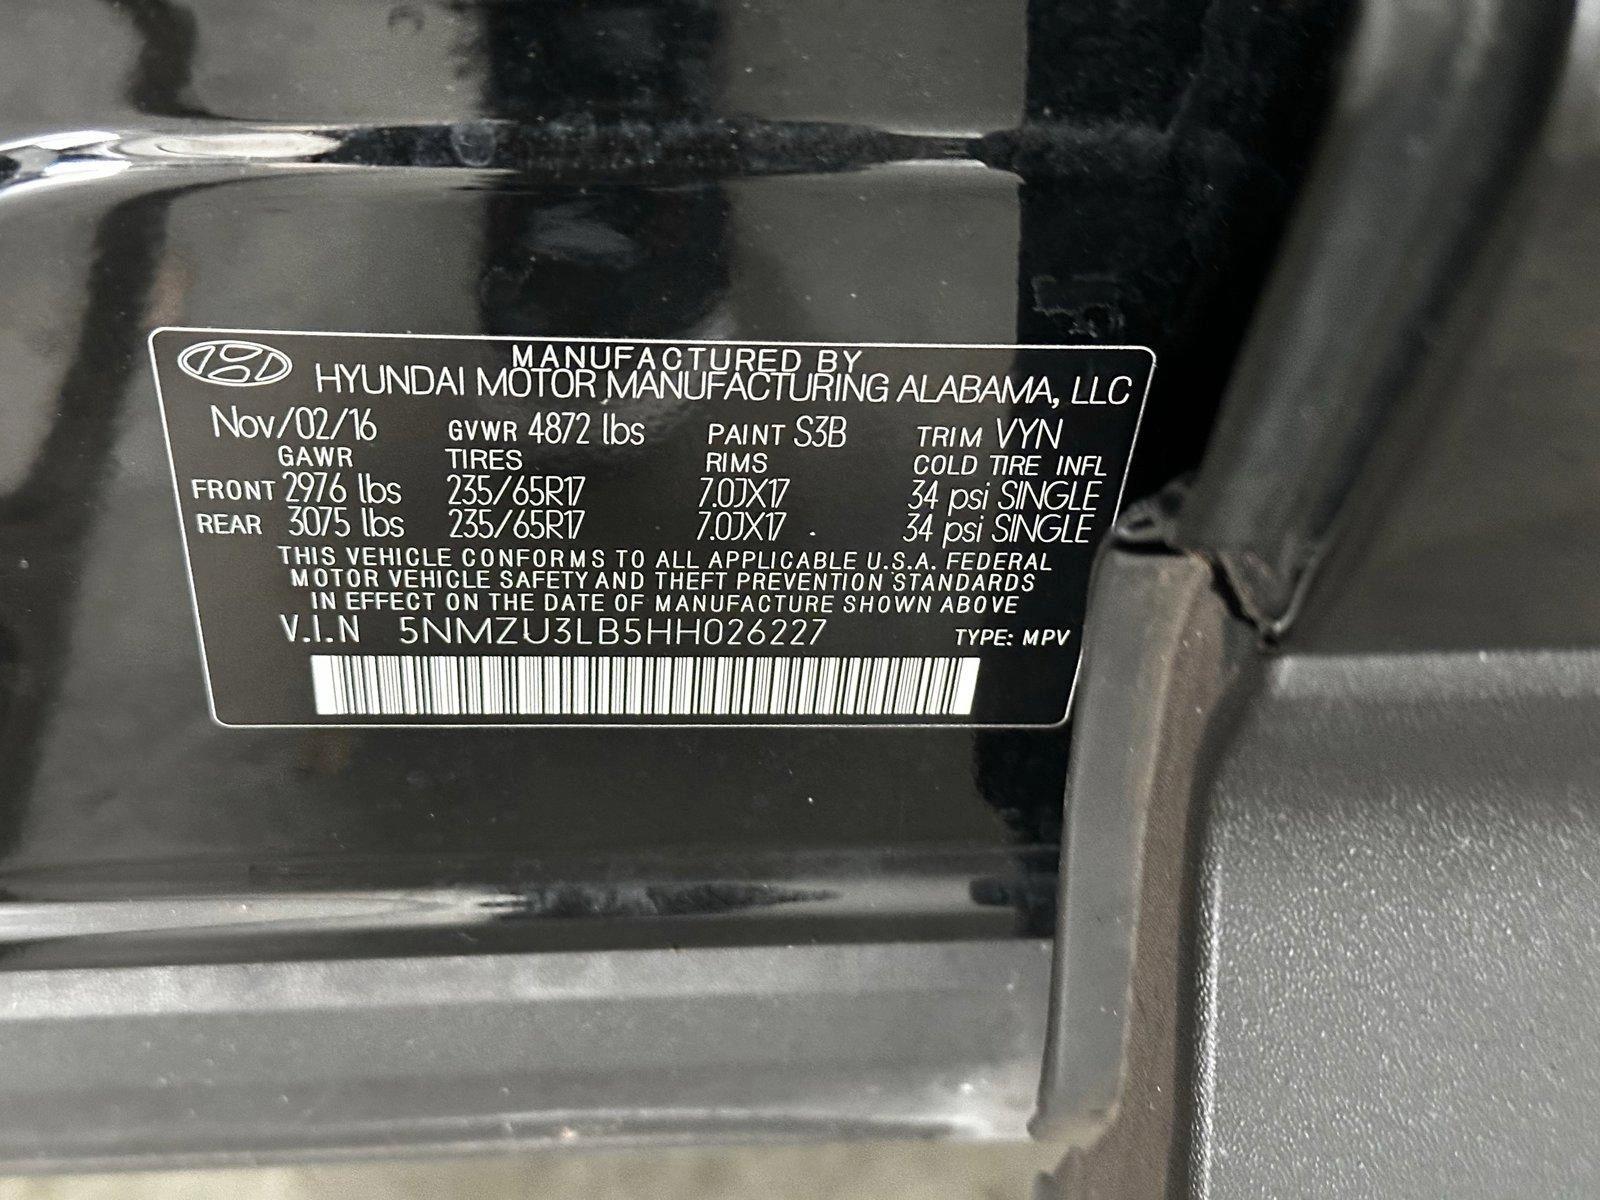 MANUFACTURED BY
HYUNDAI MOTOR MANUFACTURING ALABAMA, LLC
Nov/02/16 GVWR 4872 lbs PAINT S3B TRIM VYN
GAWR TIRES RIMS COLD TIRE INFL
FRONT 2976 lbs 235/65R17 7.0JX17 34 psi SINGLE
REAR 3075 lbs 235/65R17 7.0JX17 34 psi SINGLE
THIS VEHICLE CONFORMS TO ALL APPLICABLE U.S.A. FEDERAL
MOTOR VEHICLE SAFETY AND THEFT PREVENTION STANDARDS
IN EFFECT ON THE DATE OF MANUFACTURE SHOWN ABOVE
V.I.N 5NMZU3LB5HH026227 TYPE: MPV